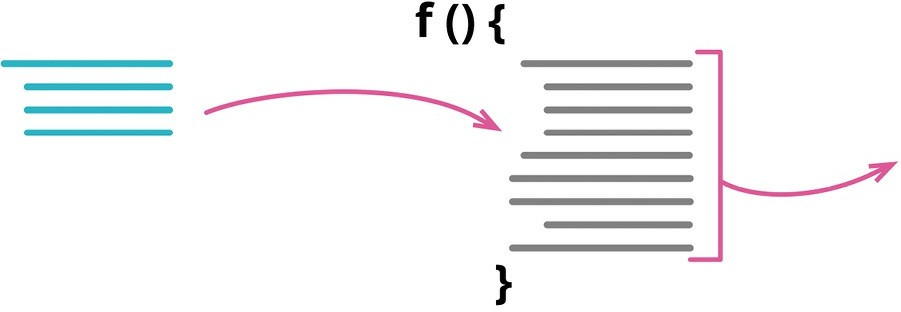 f () {
}